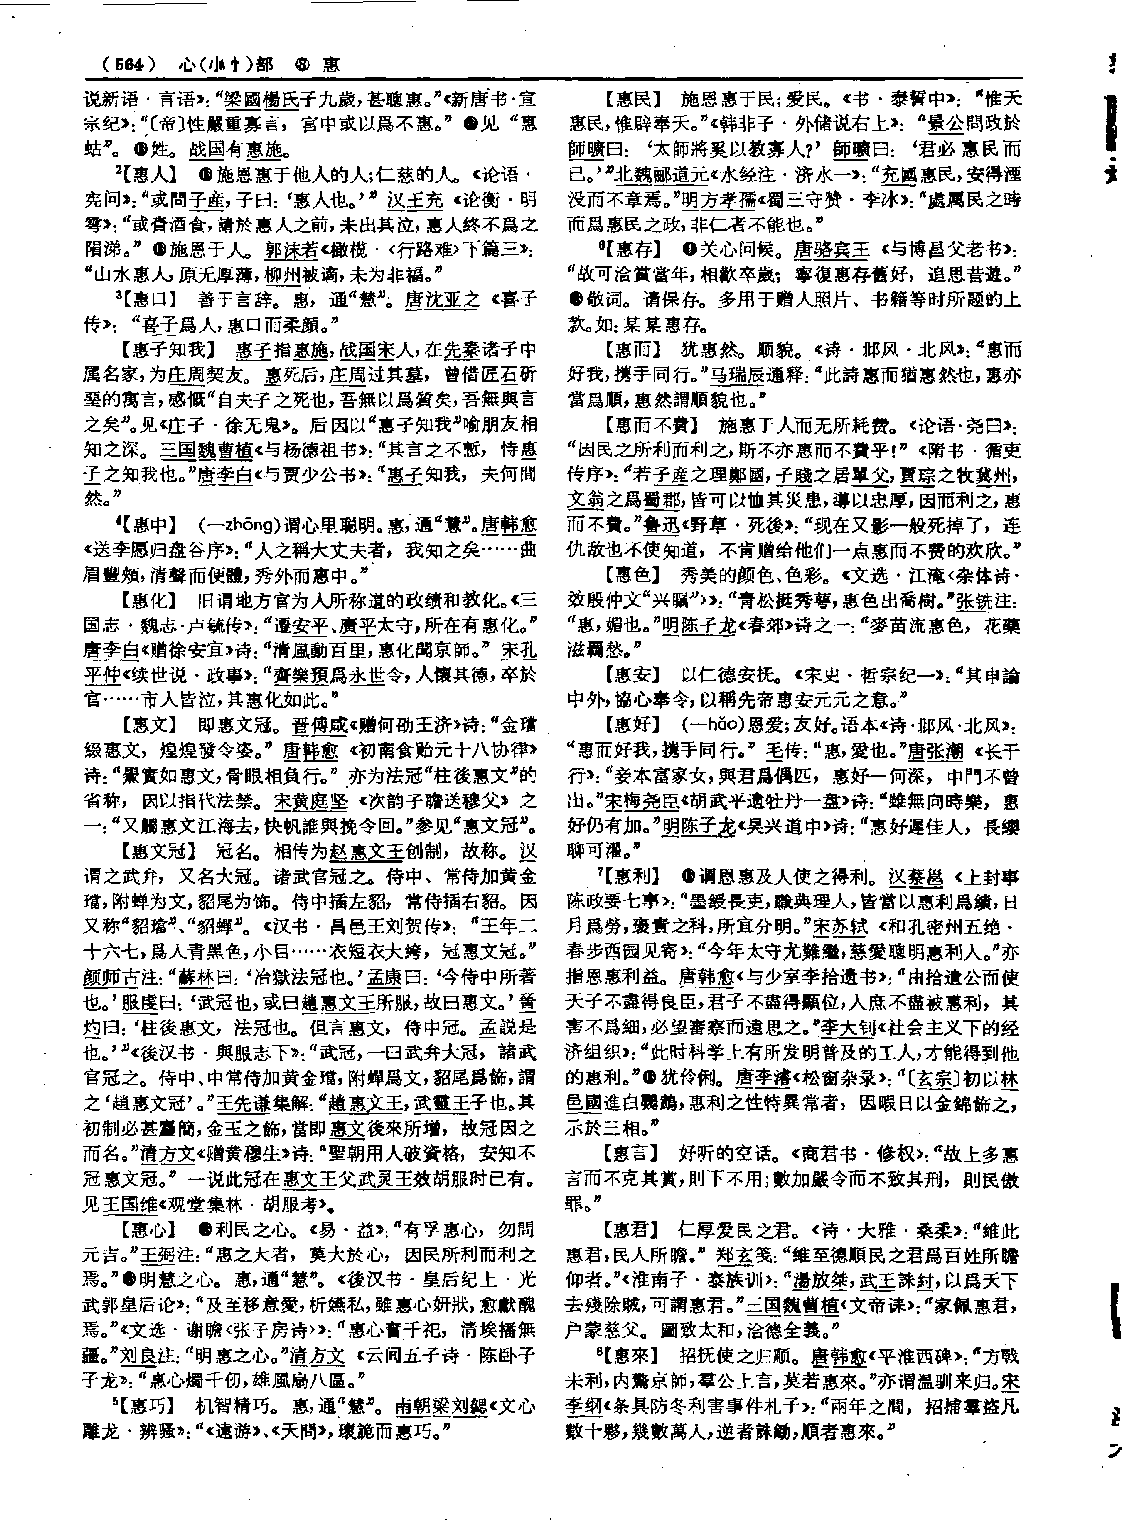 (564) 心(小忄)部 ⑧ 惠
说新语·言语》：“梁國楊氏子九歲，甚聰惠。”《新唐书·宣
宗纪》：“〔帝〕性嚴重寡言，宮中或以爲不惠。” 见“惠
蛄”。 姓。战国有惠施。
²【惠人】 ❶施恩惠于他人的人；仁慈的人。《论语·
宪问》：“或問子産，子曰：‘惠人也。’” 汉王充《论衡·明
雩》：“或脅酒食，請於惠人之前，未出其泣，惠人終不爲之
隕涕。” ❷施恩于人。郭沫若《橄榄·〈行路难〉下篇三》：
“山水惠人，原无厚薄，柳州被谪，未为非福。”
³【惠口】 善于言辞。惠，通“慧”。唐沈亚之《喜子
传》：“喜子爲人，惠口而柔顔。”
【惠子知我】 惠子指惠施，战国宋人，在先秦诸子中
属名家，为庄周契友。惠死后，庄周过其墓，曾借匠石斫
垩的寓言，感慨“自夫子之死也，吾無以爲質矣，吾無與言
之矣”。见《庄子·徐无鬼》。后因以“惠子知我”喻朋友相
知之深。三国魏曹植《与杨德祖书》：“其言之不慙，恃惠
子之知我也。”唐李白《与贾少公书》：“惠子知我，夫何間
然。”
⁴【惠中】 (—zhōng)谓心里聪明。惠，通“慧”。唐韩愈
《送李愿归盘谷序》：“人之稱大丈夫者，我知之矣……曲
眉豐頰，清聲而便體，秀外而惠中。”
【惠化】 旧谓地方官为人所称道的政绩和教化。《三
国志·魏志·卢毓传》：“遷安平、廣平太守，所在有惠化。”
唐李白《赠徐安宜》诗：“清風動百里，惠化聞京師。” 宋孔
平仲《续世说·政事》：“齊樂預爲永世令，人懷其德，卒於
官……市人皆泣，其惠化如此。”
【惠文】 即惠文冠。晋傅咸《赠何劭王济》诗：“金璫
綴惠文，煌煌發令姿。” 唐韩愈《初南食贻元十八协律》
诗：“鱟實如惠文，骨眼相負行。” 亦为法冠“柱後惠文”的
省称，因以指代法禁。宋黄庭坚《次韵子瞻送穆父》之
一：“又觸惠文江海去，快帆誰與挽令回。”参见“惠文冠”。
【惠文冠】 冠名。相传为赵惠文王创制，故称。汉
谓之武弁，又名大冠。诸武官冠之。侍中、常侍加黄金
璫，附蝉为文，貂尾为饰。侍中插左貂，常侍插右貂。因
又称“貂璫”、“貂蝉”。《汉书·昌邑王刘贺传》：“王年二
十六七，爲人青黑色，小目……衣短衣大絝，冠惠文冠。”
颜师古注：“蘇林曰：‘冶獄法冠也。’孟康曰：‘今侍中所著
也。’服虔曰：‘武冠也，或曰趙惠文王所服，故曰惠文。’晉
灼曰：‘柱後惠文，法冠也。但言惠文，侍中冠。孟説是
也。’”《後汉书·舆服志下》：“武冠，一曰武弁大冠，諸武
官冠之。侍中、中常侍加黄金璫，附蟬爲文，貂尾爲飾，謂
之‘趙惠文冠’。”王先谦集解：“趙惠文王，武靈王子也。其
初制必甚麤簡，金玉之飾，當即惠文後來所增，故冠因之
而名。”清方文《赠黄穆生》诗：“聖朝用人破資格，安知不
冠惠文冠。” 一说此冠在惠文王父武灵王效胡服时已有。
见王国维《观堂集林·胡服考》。
【惠心】 ❶利民之心。《易·益》：“有孚惠心，勿問
元吉。”王弼注：“惠之大者，莫大於心，因民所利而利之
焉。”❷明慧之心。惠，通“慧”。《後汉书·皇后纪上·光
武郭皇后论》：“及至移意愛，析嬿私，雖惠心妍狀，愈獻醜
焉。”《文选·谢瞻〈张子房诗〉》：“惠心奮千祀，清埃播無
疆。”刘良注：“明惠之心。”清方文《云间五子诗·陈卧子
子龙》：“惠心燭千仞，雄風扇八區。”
⁵【惠巧】 机智精巧。惠，通“慧”。南朝梁刘勰《文心
雕龙·辨骚》：“《遠游》、《天問》，瓌詭而惠巧。”
【惠民】 施恩惠于民；爱民。《书·泰誓中》：“惟天
惠民，惟辟奉天。”《韩非子·外储说右上》：“景公問政於
師曠曰：‘太師將奚以教寡人？’師曠曰：‘君必惠民而
已。’”北魏郦道元《水经注·济水一》：“兗國惠民，安得湮
没而不章焉。”明方孝孺《蜀三守赞·李冰》：“處厲民之時
而爲惠民之政，非仁者不能也。”
⁶【惠存】 ❶关心问候。唐骆宾王《与博昌父老书》：
“故可洽賞當年，相歡卒歲；寧復惠存舊好，追思昔遊。”
❷敬词。请保存。多用于赠人照片、书籍等时所题的上
款。如：某某惠存。
【惠而】 犹惠然。顺貌。《诗·邶风·北风》：“惠而
好我，攜手同行。”马瑞辰通释：“此詩惠而猶惠然也，惠亦
當爲順，惠然謂順貌也。”
【惠而不費】 施惠于人而无所耗费。《论语·尧曰》：
“因民之所利而利之，斯不亦惠而不費乎！”《隋书·循吏
传序》：“若子産之理鄭國，子賤之居單父，賈琮之牧冀州，
文翁之爲蜀郡，皆可以恤其災患，導以忠厚，因而利之，惠
而不費。”鲁迅《野草·死後》：“现在又影一般死掉了，连
仇敌也不使知道，不肯赠给他们一点惠而不费的欢欣。”
【惠色】 秀美的颜色、色彩。《文选·江淹〈杂体诗·
效殷仲文“兴瞩”〉》：“青松挺秀萼，惠色出喬樹。”张铣注：
“惠，媚也。”明陈子龙《春郊》诗之一：“麥苗流惠色，花藥
滋羈愁。”
【惠安】 以仁德安抚。《宋史·哲宗纪一》：“其申諭
中外，協心奉令，以稱先帝惠安元元之意。”
【惠好】 (—hǎo)恩爱；友好。语本《诗·邶风·北风》：
“惠而好我，攜手同行。” 毛传：“惠，愛也。”唐张潮《长干
行》：“妾本富家女，與君爲偶匹，惠好一何深，中門不曾
出。”宋梅尧臣《胡武平遗牡丹一盘》诗：“雖無向時樂，惠
好仍有加。”明陈子龙《吴兴道中》诗：“惠好遲佳人，長纓
聊可濯。”
⁷【惠利】 ❶谓恩惠及人使之得利。汉蔡邕《上封事
陈政要七事》：“墨綬長吏，職典理人，皆當以惠利爲績，日
月爲勞，褒責之科，所宜分明。”宋苏轼《和孔密州五绝·
春步西园见寄》：“今年太守尤難繼，慈愛聰明惠利人。”亦
指恩惠利益。唐韩愈《与少室李拾遗书》：“由拾遺公而使
天子不盡得良臣，君子不盡得顯位，人庶不盡被惠利，其
害不爲細，必望審察而遠思之。”李大钊《社会主义下的经
济组织》：“此时科学上有所发明普及的工人，才能得到他
的惠利。”❷犹伶俐。唐李濬《松窗杂录》：“〔玄宗〕初以林
邑國進白鸚鵡，惠利之性特異常者，因暇日以金籠飾之，
示於三相。”
【惠言】 好听的空话。《商君书·修权》：“故上多惠
言而不克其賞，則下不用；數加嚴令而不致其刑，則民傲
罪。”
【惠君】 仁厚爱民之君。《诗·大雅·桑柔》：“維此
惠君，民人所瞻。” 郑玄笺：“維至德順民之君爲百姓所瞻
仰者。”《淮南子·泰族训》：“湯放桀，武王誅紂，以爲天下
去殘除賊，可謂惠君。”三国魏曹植《文帝诔》：“家佩惠君，
户蒙慈父。圖致太和，洽德全義。”
⁸【惠來】 招抚使之归顺。唐韩愈《平淮西碑》：“方戰
未利，内驚京師，羣公上言，莫若惠來。”亦谓温驯来归。宋
李纲《条具防冬利害事件札子》：“兩年之間，招捕羣盜凡
數十夥，幾數萬人，逆者誅鋤，順者惠來。”